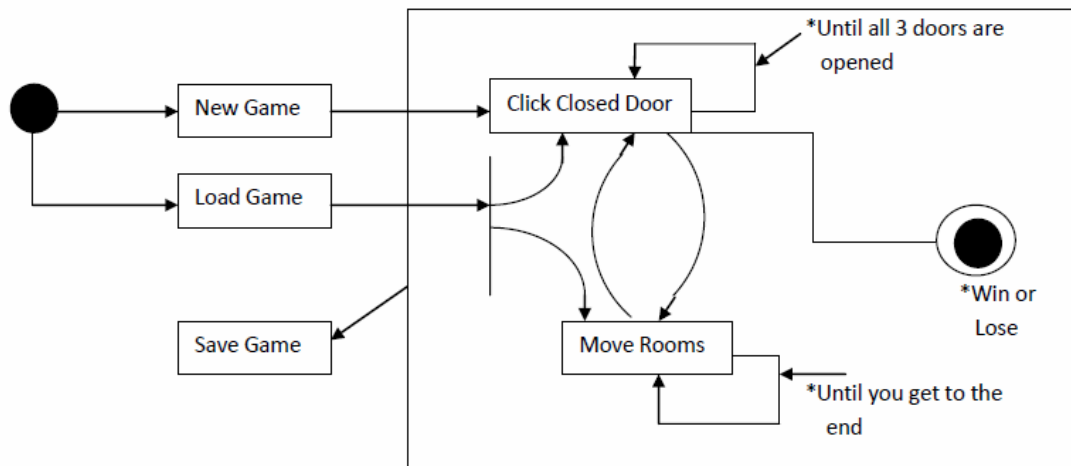 *Until all 3 doors are
opened
New Game
Click Closed Door
Load Game
*Win or
Lose
Save Game
Move Rooms
*Until you get to the
end